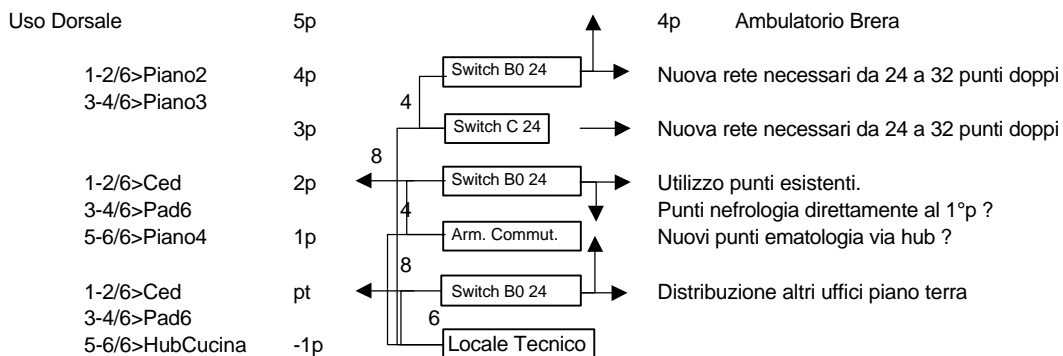 Uso Dorsale 5p 4p Ambulatorio Brera
1-2/6>Piano2 4p Switch B0 24 Nuova rete necessari da 24 a 32 punti doppi
3-4/6>Piano3 4
3p Switch C 24 Nuova rete necessari da 24 a 32 punti doppi
8
1-2/6>Ced 2p Switch B0 24 Utilizzo punti esistenti.
3-4/6>Pad6 4 Punti nefrologia direttamente al 1°p ?
5-6/6>Piano4 1p Arm. Commut. Nuovi punti ematologia via hub ?
8
1-2/6>Ced pt Switch B0 24 Distribuzione altri uffici piano terra
3-4/6>Pad6 6
5-6/6>HubCucina -1p Locale Tecnico